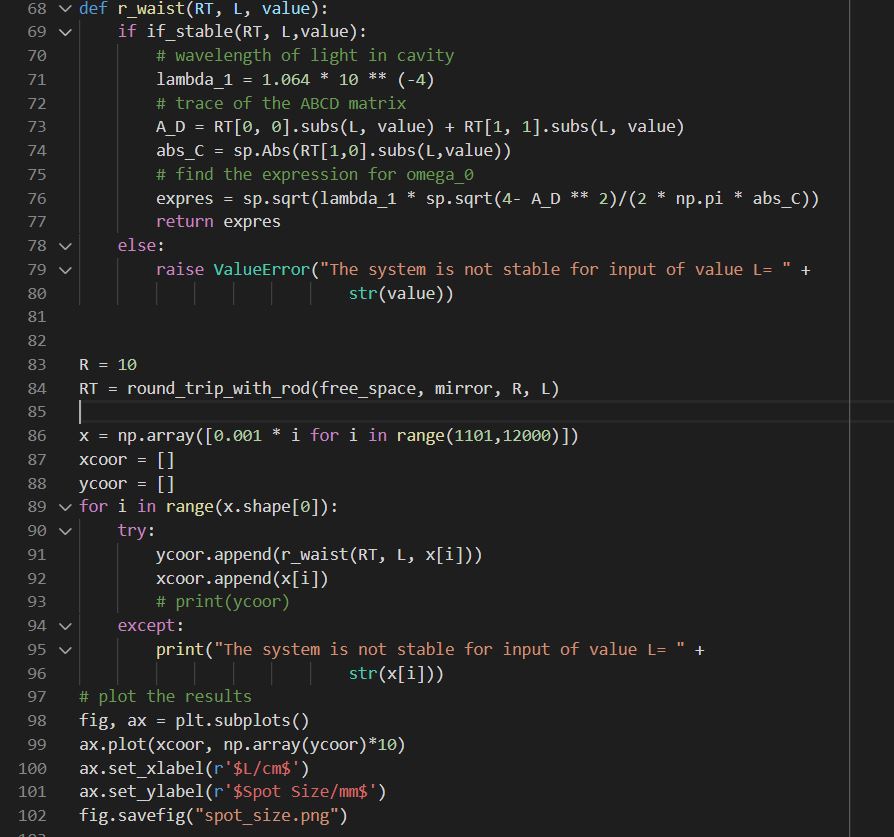 68 def r_waist(RT, L, value):
69     if if_stable(RT, L,value):
70         # wavelength of light in cavity
71         lambda_1 = 1.064 * 10 ** (-4)
72         # trace of the ABCD matrix
73         A_D = RT[0, 0].subs(L, value) + RT[1, 1].subs(L, value)
74         abs_C = sp.Abs(RT[1,0].subs(L,value))
75         # find the expression for omega_0
76         expres = sp.sqrt(lambda_1 * sp.sqrt(4- A_D ** 2)/(2 * np.pi * abs_C))
77         return expres
78     else:
79         raise ValueError("The system is not stable for input of value L= " +
80                             str(value))
81
82
83 R = 10
84 RT = round_trip_with_rod(free_space, mirror, R, L)
85
86 x = np.array([0.001 * i for i in range(1101,12000)])
87 xcoor = []
88 ycoor = []
89 for i in range(x.shape[0]):
90     try:
91         ycoor.append(r_waist(RT, L, x[i]))
92         xcoor.append(x[i])
93         # print(ycoor)
94     except:
95         print("The system is not stable for input of value L= " +
96                             str(x[i]))
97 # plot the results
98 fig, ax = plt.subplots()
99 ax.plot(xcoor, np.array(ycoor)*10)
100 ax.set_xlabel(r'$L/cm$')
101 ax.set_ylabel(r'$Spot Size/mm$')
102 fig.savefig("spot_size.png")